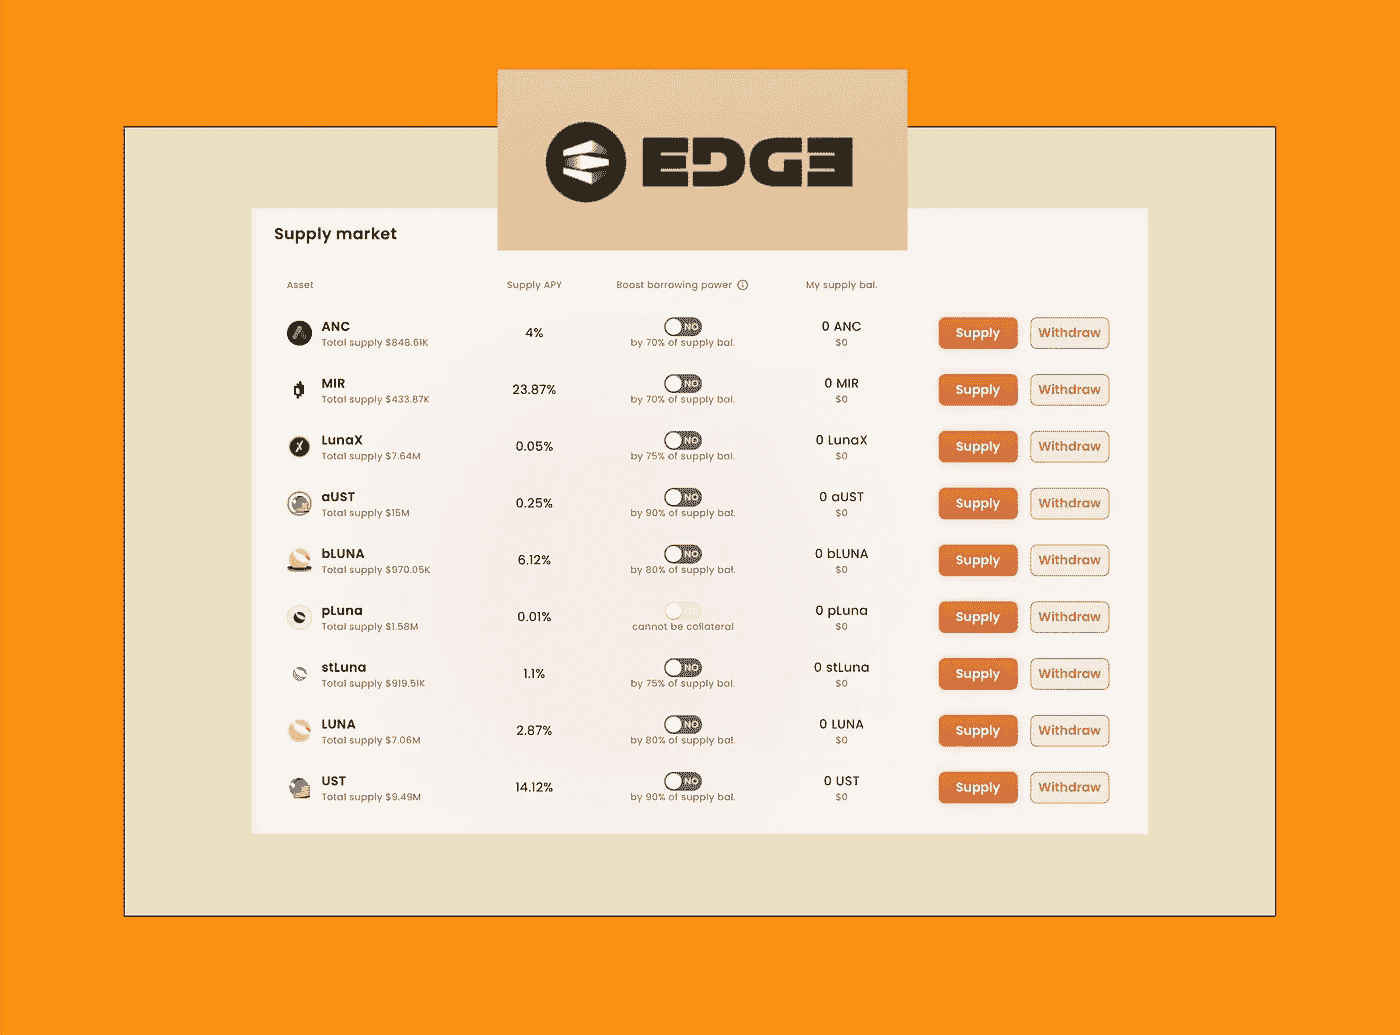 EDGE
Supply market
Asset Supply APY Boost borrowing power My supply bal.
ANC 4% NO 0 ANC Supply Withdraw
Total supply $848.61K by 70% of supply bal. $0
MIR 23.87% NO 0 MIR Supply Withdraw
Total supply $433.87K by 70% of supply bal. $0
LunaX 0.05% NO 0 LunaX Supply Withdraw
Total supply $7.64M by 75% of supply bal. $0
aUST 0.25% NO 0 aUST Supply Withdraw
Total supply $15M by 90% of supply bal. $0
bLUNA 6.12% NO 0 bLUNA Supply Withdraw
Total supply $970.05K by 80% of supply bal. $0
pLuna 0.01% NO 0 pLuna Supply Withdraw
Total supply $1.58M cannot be collateral $0
stLuna 1.1% NO 0 stLuna Supply Withdraw
Total supply $919.51K by 75% of supply bal. $0
LUNA 2.87% NO 0 LUNA Supply Withdraw
Total supply $7.06M by 80% of supply bal. $0
UST 14.12% NO 0 UST Supply Withdraw
Total supply $9.49M by 90% of supply bal. $0